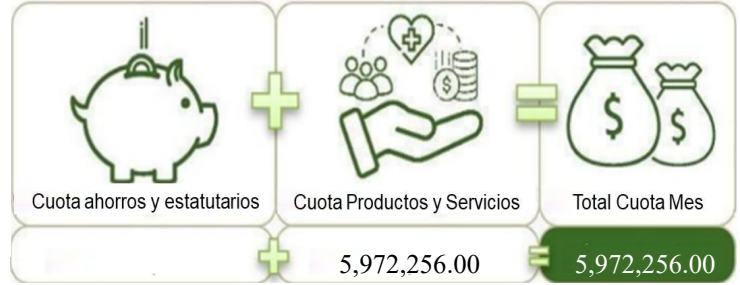 Cuota ahorros y estatutarios
Cuota Productos y Servicios
Total Cuota Mes
5,972,256.00
5,972,256.00